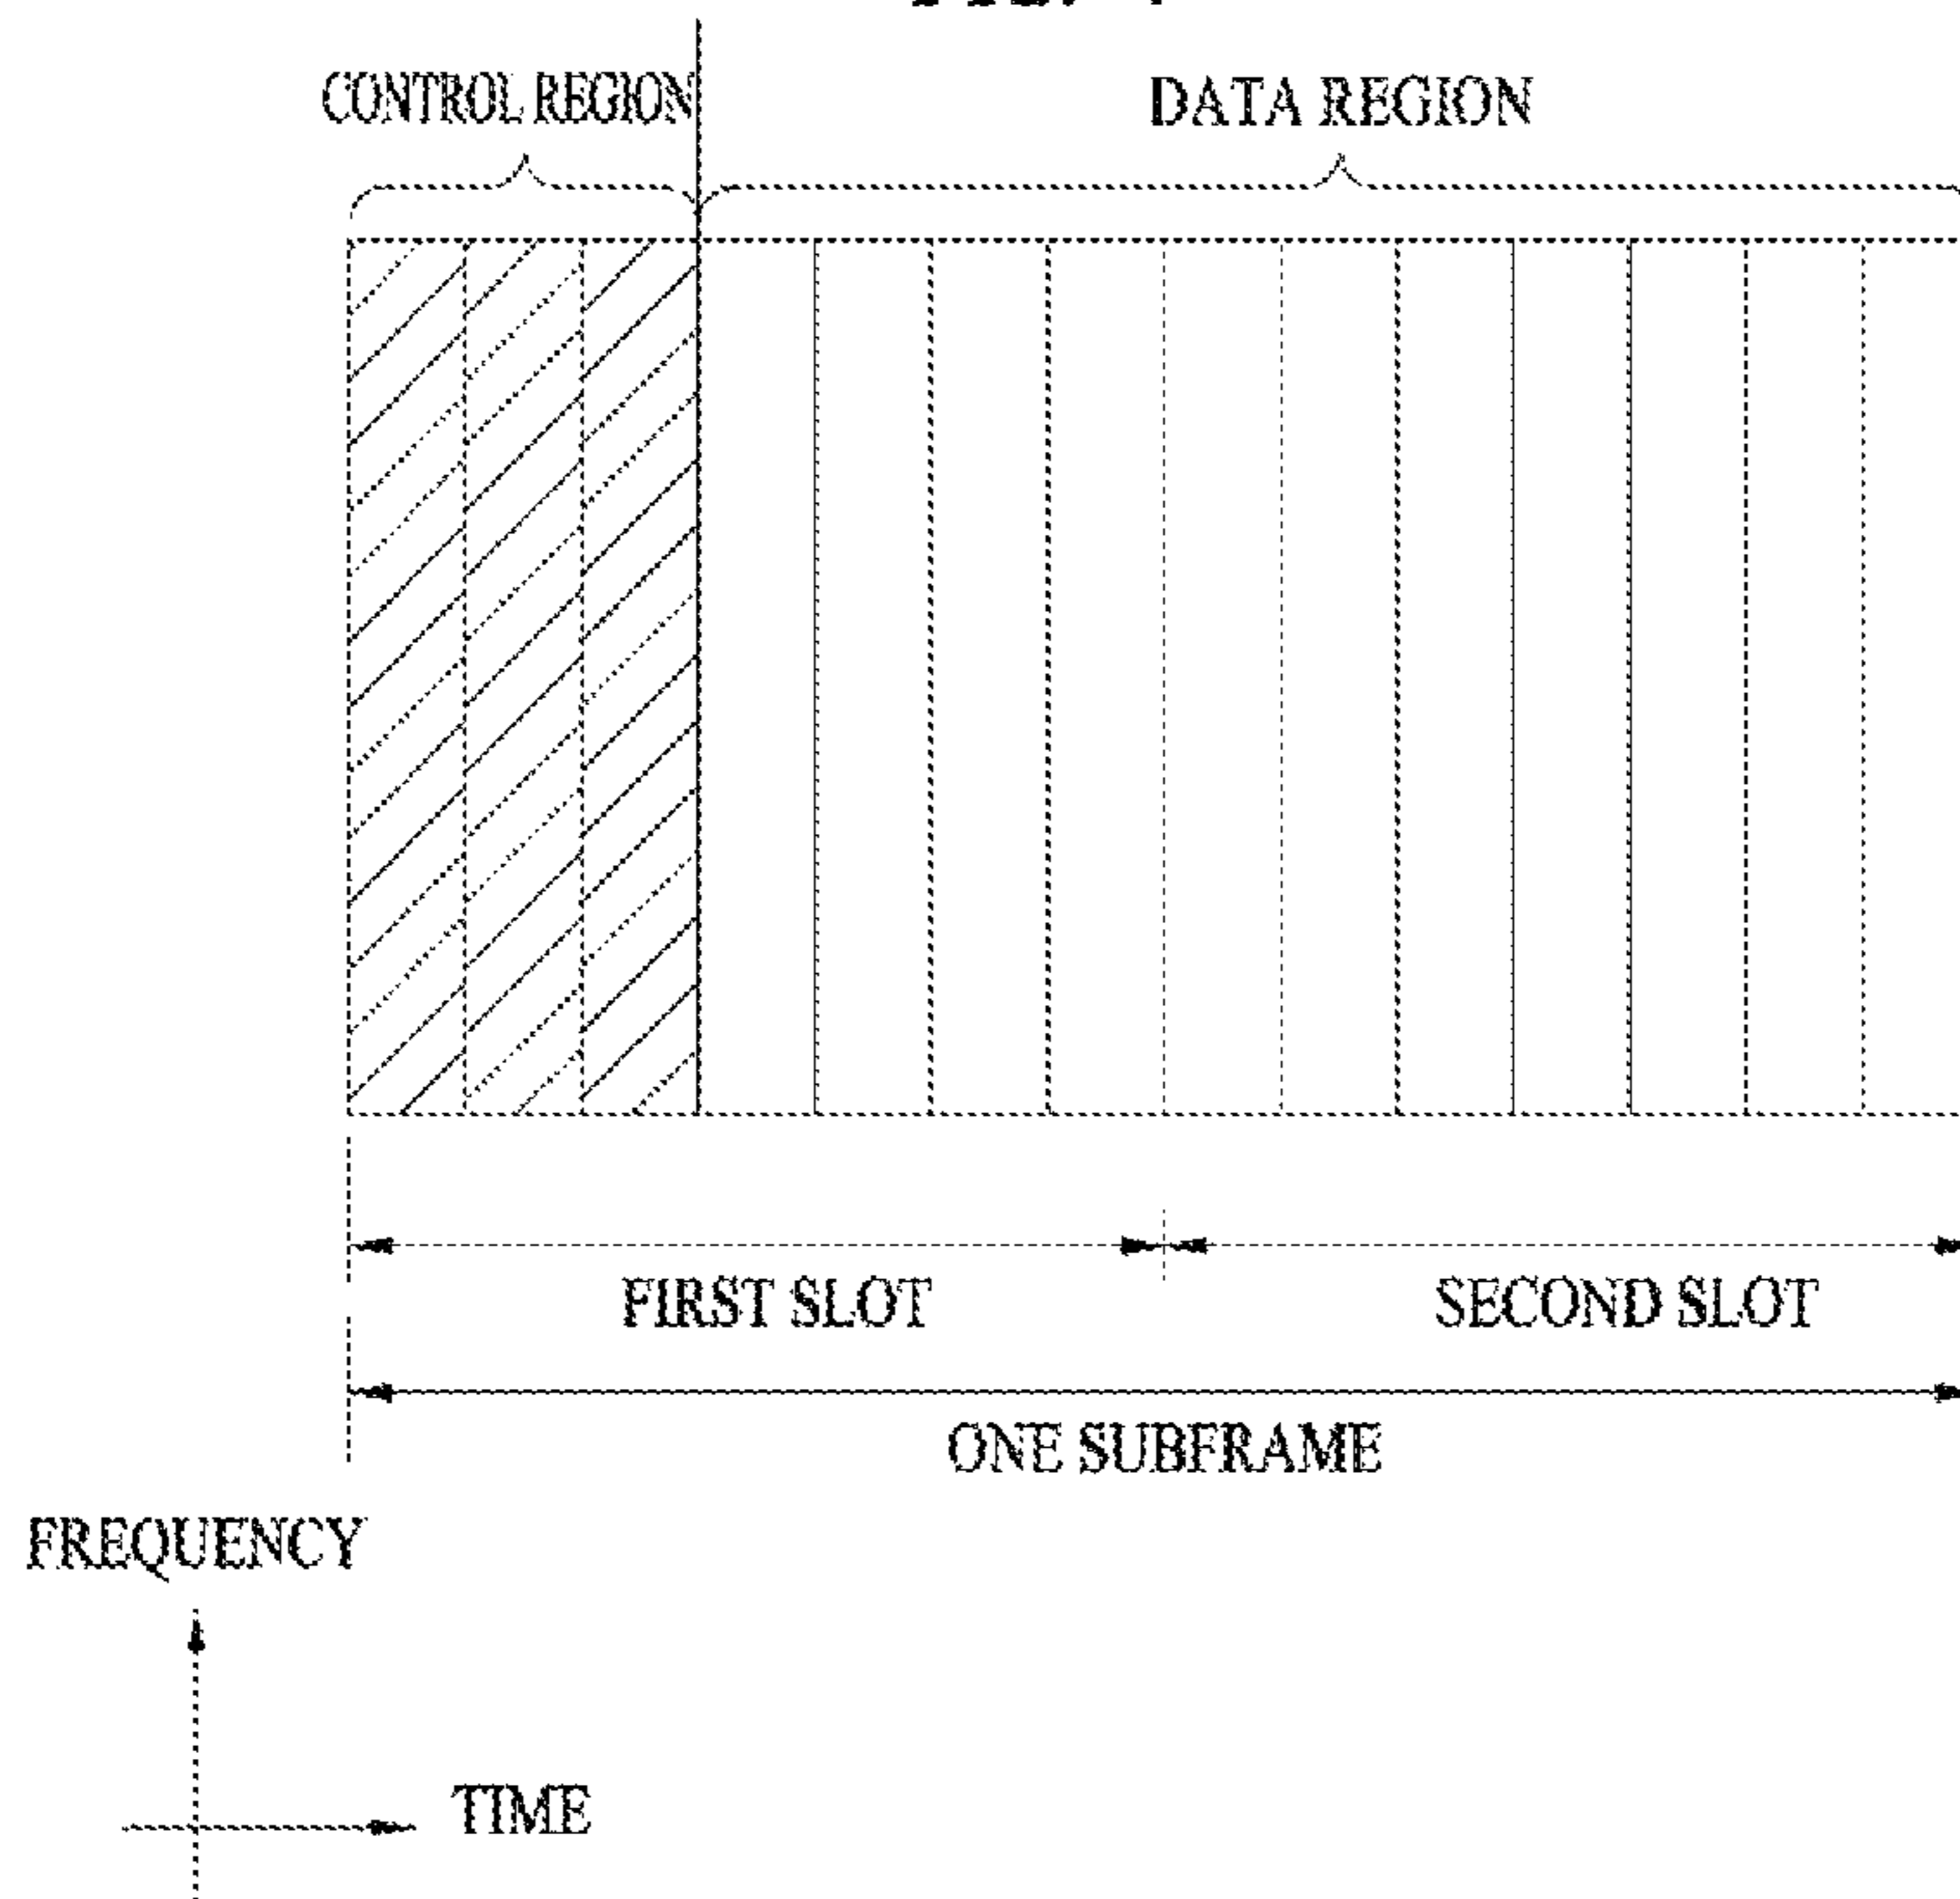 CONTROL REGION
DATA REGION
FIRST SLOT
SECOND SLOT
ONE SUBFRAME
FREQUENCY
TIME